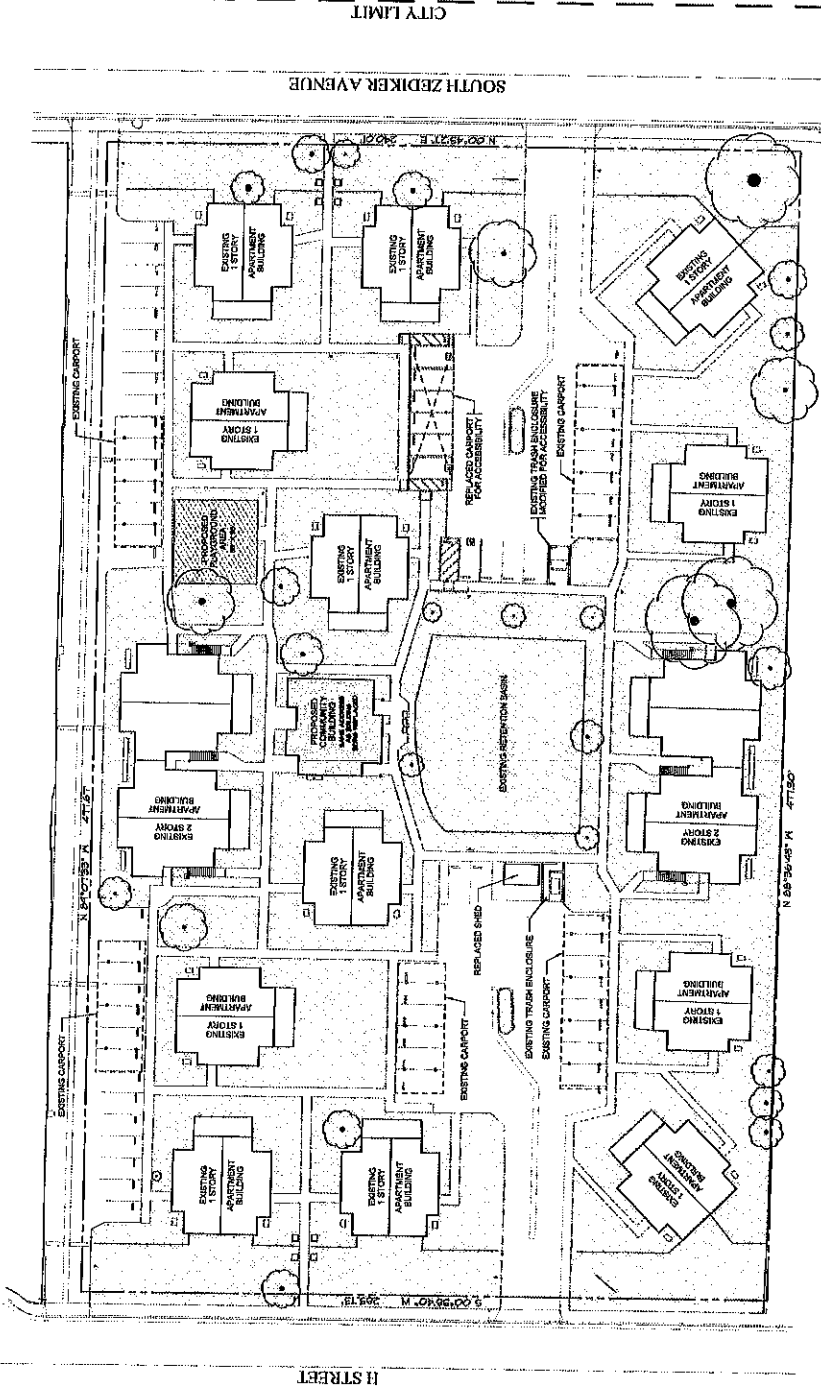 CITY LIMIT
SOUTH ZEDIKER AVENUE
N 00°45'21" E
240.01'
EXISTING CARPORT
EXISTING
1 STORY
APARTMENT
BUILDING
EXISTING
1 STORY
APARTMENT
BUILDING
EXISTING
1 STORY
APARTMENT
BUILDING
EXISTING
1 STORY
APARTMENT
BUILDING
REPLACED CARPORT
FOR ACCESSIBILITY
EXISTING TRASH ENCLOSURE
MODIFIED FOR ACCESSIBILITY
EXISTING CARPORT
EXISTING
1 STORY
APARTMENT
BUILDING
PROPOSED
PLAYGROUND
AREA
EXISTING
1 STORY
APARTMENT
BUILDING
PROPOSED
COMMUNITY
BUILDING
EXISTING RETENTION BASIN
EXISTING
2 STORY
APARTMENT
BUILDING
EXISTING
2 STORY
APARTMENT
BUILDING
N 88°36'48" W
EXISTING
1 STORY
APARTMENT
BUILDING
REPLACED SHED
EXISTING TRASH ENCLOSURE
EXISTING CARPORT
EXISTING CARPORT
EXISTING CARPORT
EXISTING
1 STORY
APARTMENT
BUILDING
EXISTING
1 STORY
APARTMENT
BUILDING
EXISTING
1 STORY
APARTMENT
BUILDING
EXISTING
1 STORY
APARTMENT
BUILDING
EXISTING
1 STORY
APARTMENT
BUILDING
H STREET